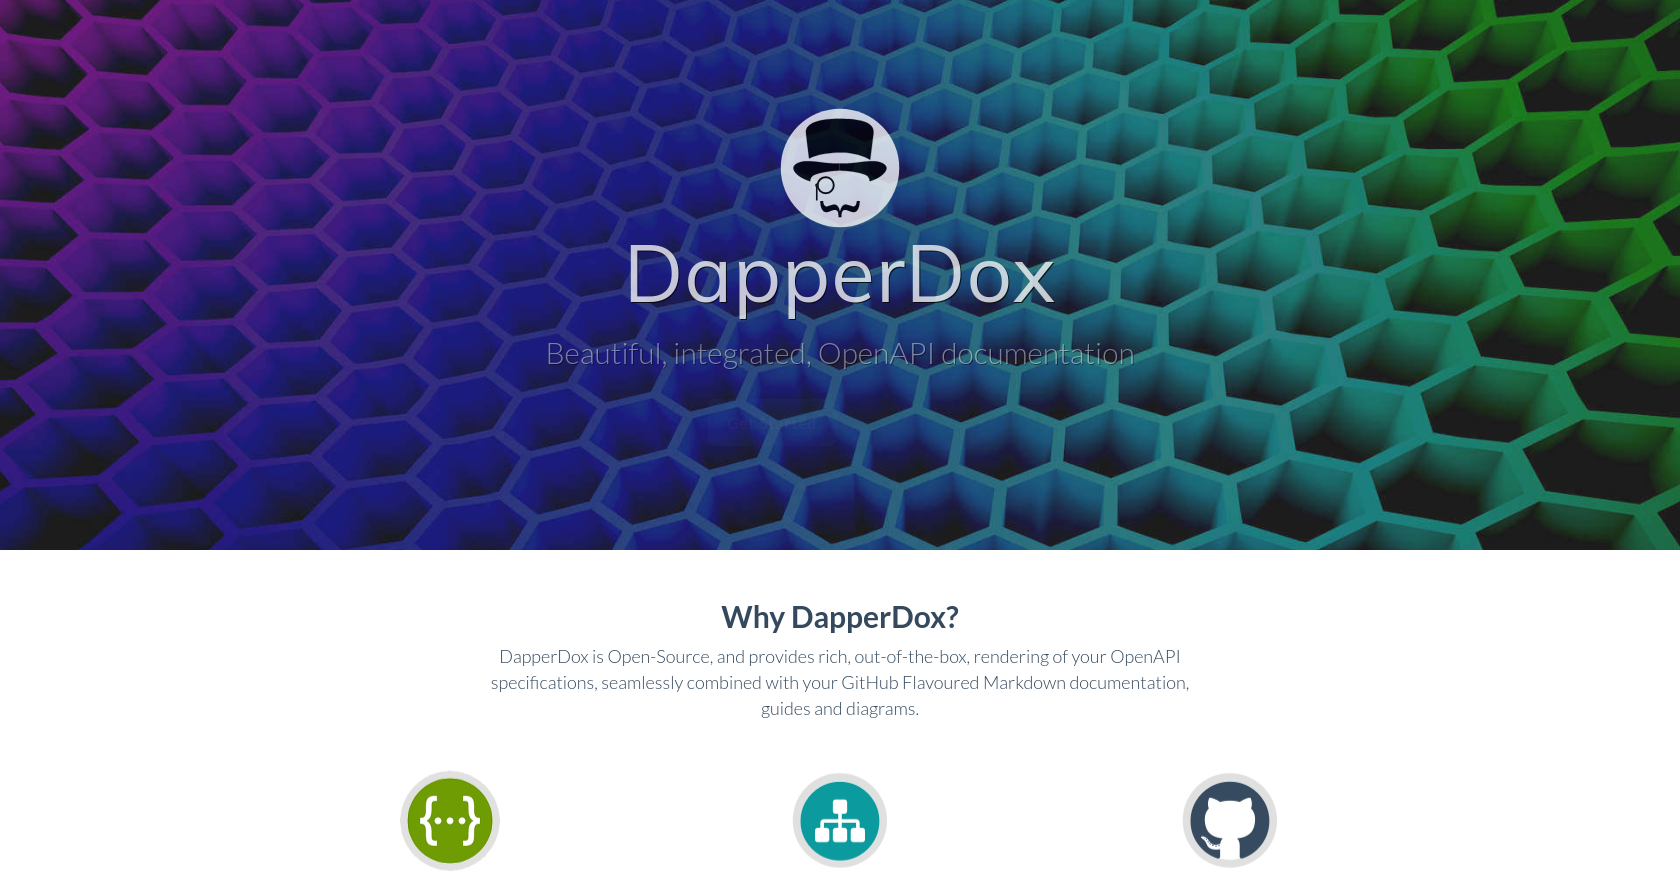 DapperDox
Beautiful, integrated, OpenAPI documentation
Get Started
Why DapperDox?
DapperDox is Open-Source, and provides rich, out-of-the-box, rendering of your OpenAPI
specifications, seamlessly combined with your GitHub Flavoured Markdown documentation,
guides and diagrams.